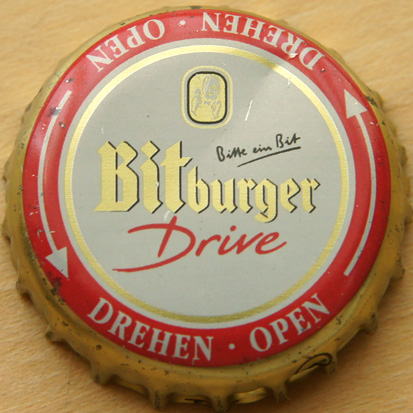 DREHEN · OPEN
Bitte ein Bit
Bitburger
Drive
DREHEN · OPEN